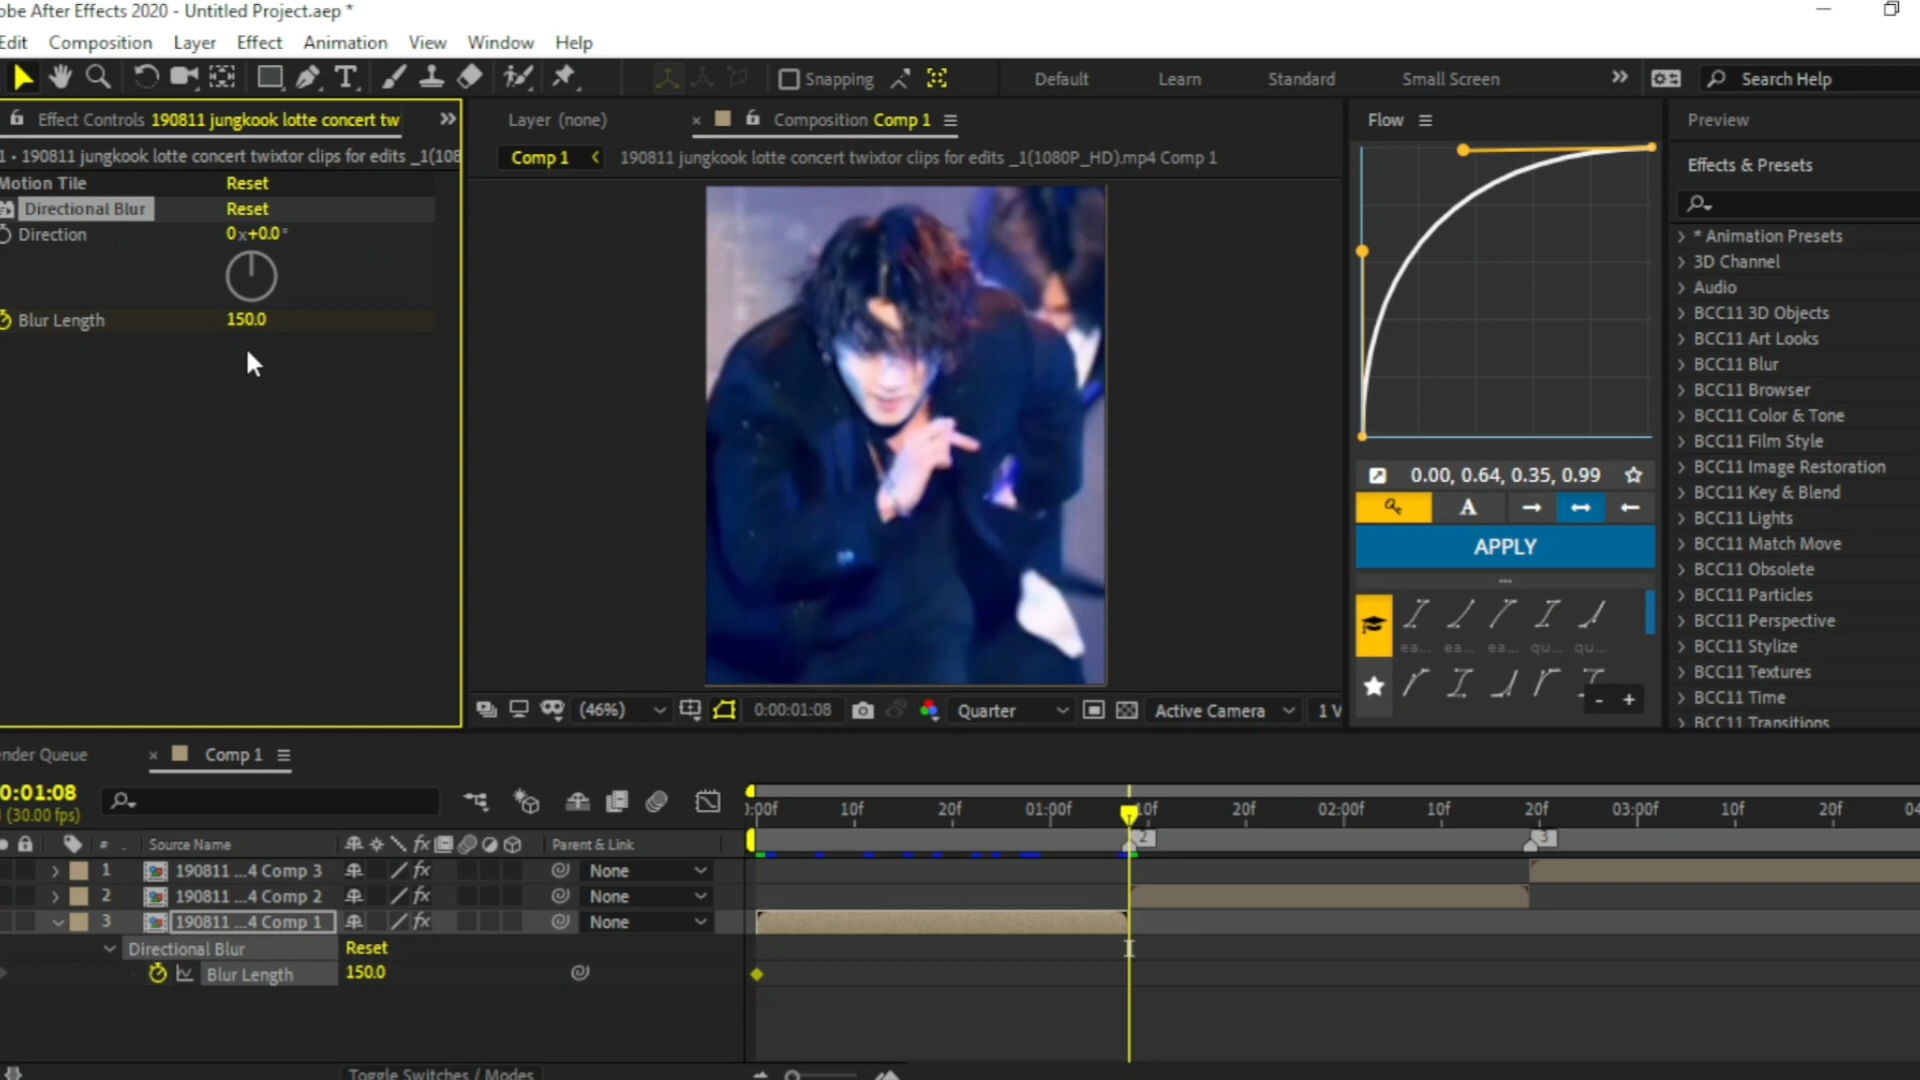 obe After Effects 2020 - Untitled Project.aep *
Edit Composition Layer Effect Animation View Window Help
Snapping
Default Learn Standard Small Screen
Search Help
Effect Controls 190811 jungkook lotte concert tw
1 • 190811 jungkook lotte concert twixtor clips for edits _1(108
Motion Tile Reset
Directional Blur Reset
Direction 0x+0.0°
Blur Length 150.0
Layer (none)
Composition Comp 1
Comp 1 190811 jungkook lotte concert twixtor clips for edits _1(1080P_HD).mp4 Comp 1
(46%) 0:00:01:08 Quarter Active Camera 1 V
Flow
0.00, 0.64, 0.35, 0.99
A
APPLY
ea... ea... ea... qu... qu...
- +
Preview
Effects & Presets
* Animation Presets
3D Channel
Audio
BCC11 3D Objects
BCC11 Art Looks
BCC11 Blur
BCC11 Browser
BCC11 Color & Tone
BCC11 Film Style
BCC11 Image Restoration
BCC11 Key & Blend
BCC11 Lights
BCC11 Match Move
BCC11 Obsolete
BCC11 Particles
BCC11 Perspective
BCC11 Stylize
BCC11 Textures
BCC11 Time
BCC11 Transitions
ender Queue
Comp 1
0:01:08
(30.00 fps)
:00f 10f 20f 01:00f 10f 20f 02:00f 10f 20f 03:00f 10f 20f 04
2 3
# Source Name fx Parent & Link
1 190811 ...4 Comp 3 fx None
2 190811 ...4 Comp 2 fx None
3 190811 ...4 Comp 1 fx None
Directional Blur Reset
Blur Length 150.0
Toggle Switches / Modes